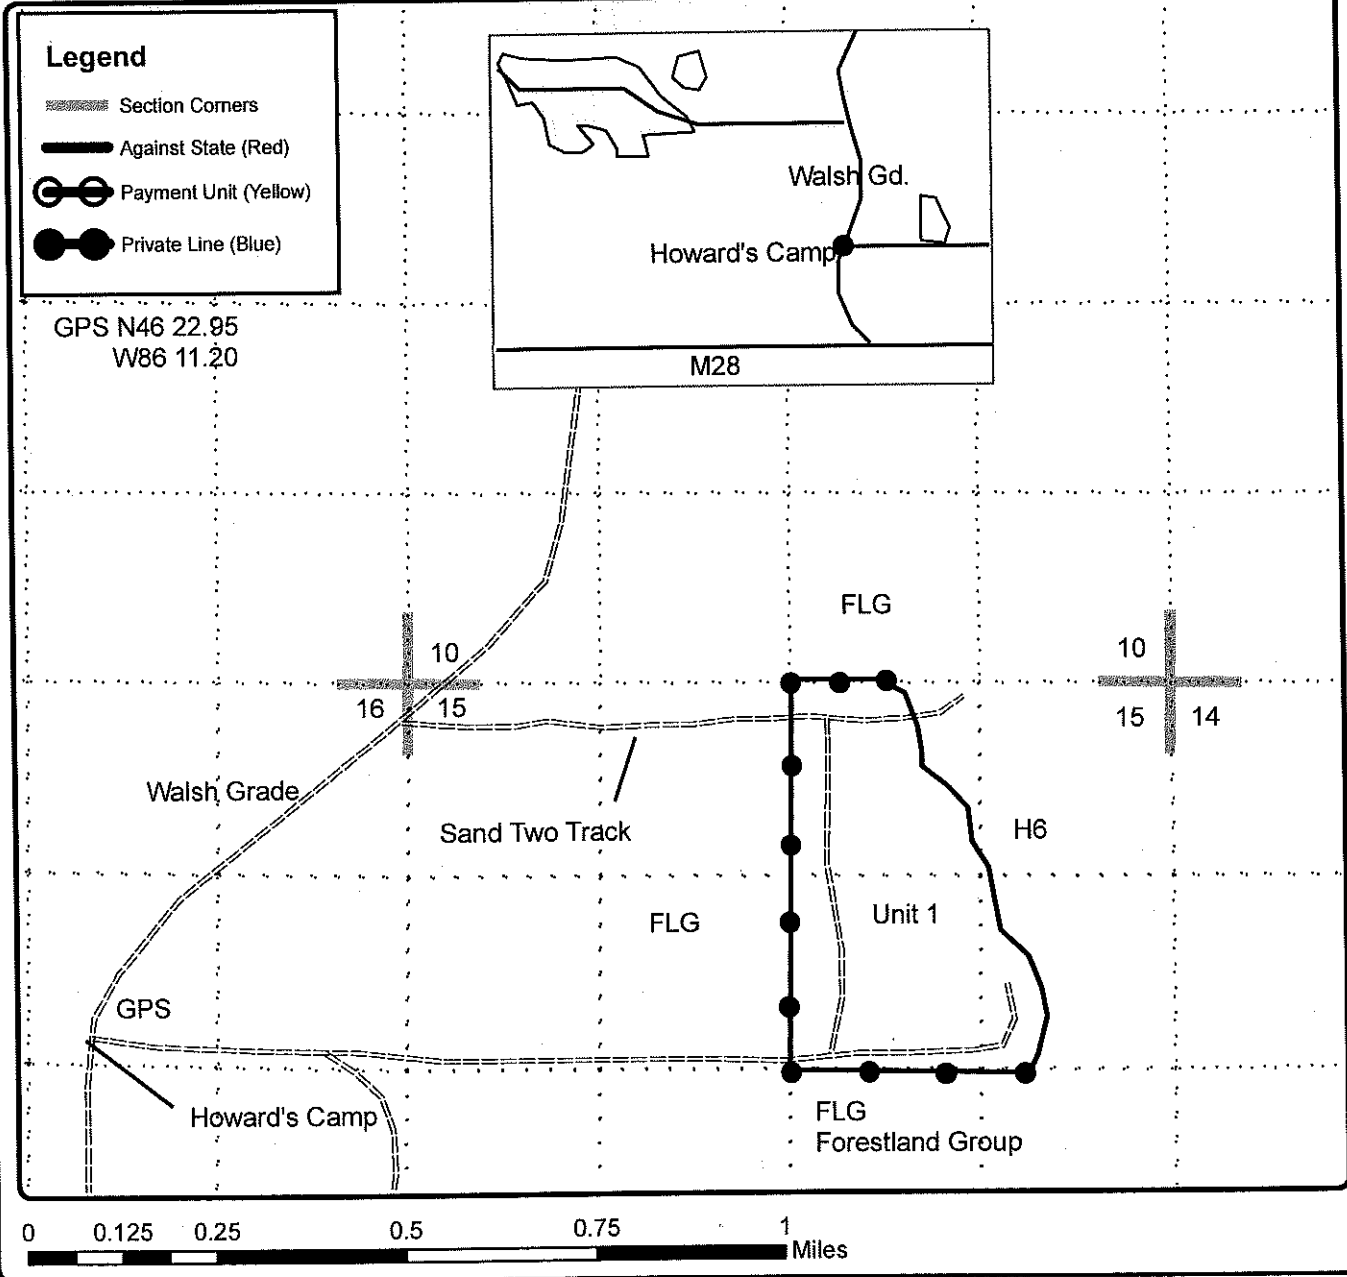 Legend
Section Corners
Against State (Red)
Payment Unit (Yellow)
Private Line (Blue)
GPS N46 22.95
W86 11.20
Walsh Gd.
Howard's Camp
M28
FLG
10
16 15
10
15 14
Walsh Grade
Sand Two Track
H6
FLG
Unit 1
GPS
Howard's Camp
FLG
Forestland Group
0 0.125 0.25 0.5 0.75 1
Miles